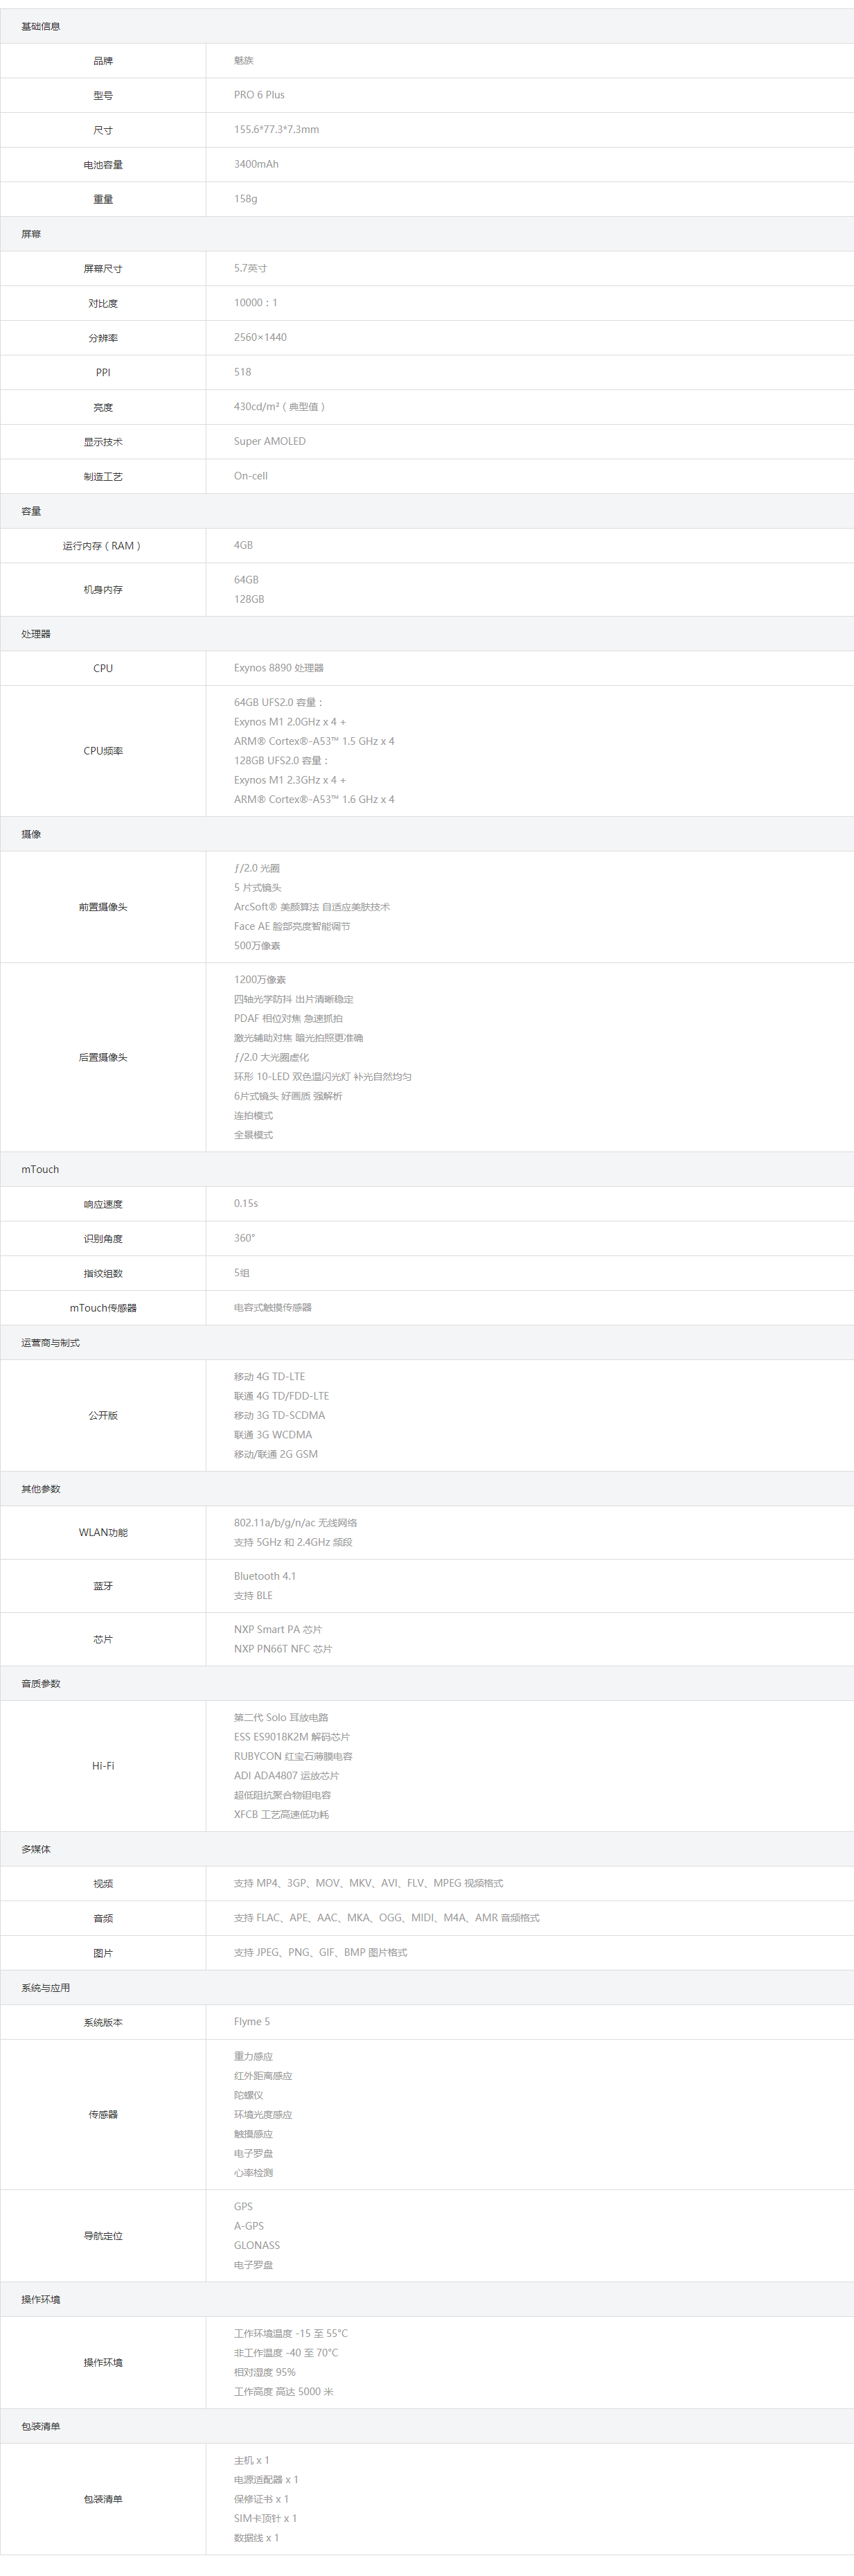 基础信息
品牌
魅族
型号
PRO 6 Plus
尺寸
155.6*77.3*7.3mm
电池容量
3400mAh
重量
158g
屏幕
屏幕尺寸
5.7英寸
对比度
10000：1
分辨率
2560×1440
PPI
518
亮度
430cd/m²（典型值）
显示技术
Super AMOLED
制造工艺
On-cell
容量
运行内存（RAM）
4GB
机身内存
64GB
128GB
处理器
CPU
Exynos 8890 处理器
CPU频率
64GB UFS2.0 容量：
Exynos M1 2.0GHz x 4 +
ARM® Cortex®-A53™ 1.5 GHz x 4
128GB UFS2.0 容量：
Exynos M1 2.3GHz x 4 +
ARM® Cortex®-A53™ 1.6 GHz x 4
摄像
前置摄像头
ƒ/2.0 光圈
5 片式镜头
ArcSoft® 美颜算法 自适应美肤技术
Face AE 脸部亮度智能调节
500万像素
后置摄像头
1200万像素
四轴光学防抖 出片清晰稳定
PDAF 相位对焦 急速抓拍
激光辅助对焦 暗光拍照更准确
ƒ/2.0 大光圈虚化
环形 10-LED 双色温闪光灯 补光自然均匀
6片式镜头 好画质 强解析
连拍模式
全景模式
mTouch
响应速度
0.15s
识别角度
360°
指纹组数
5组
mTouch传感器
电容式触摸传感器
运营商与制式
公开版
移动 4G TD-LTE
联通 4G TD/FDD-LTE
移动 3G TD-SCDMA
联通 3G WCDMA
移动/联通 2G GSM
其他参数
WLAN功能
802.11a/b/g/n/ac 无线网络
支持 5GHz 和 2.4GHz 频段
蓝牙
Bluetooth 4.1
支持 BLE
芯片
NXP Smart PA 芯片
NXP PN66T NFC 芯片
音质参数
Hi-Fi
第二代 Solo 耳放电路
ESS ES9018K2M 解码芯片
RUBYCON 红宝石薄膜电容
ADI ADA4807 运放芯片
超低阻抗聚合物钽电容
XFCB 工艺高速低功耗
多媒体
视频
支持 MP4、3GP、MOV、MKV、AVI、FLV、MPEG 视频格式
音频
支持 FLAC、APE、AAC、MKA、OGG、MIDI、M4A、AMR 音频格式
图片
支持 JPEG、PNG、GIF、BMP 图片格式
系统与应用
系统版本
Flyme 5
传感器
重力感应
红外距离感应
陀螺仪
环境光度感应
触摸感应
电子罗盘
心率检测
导航定位
GPS
A-GPS
GLONASS
电子罗盘
操作环境
操作环境
工作环境温度 -15 至 55°C
非工作温度 -40 至 70°C
相对湿度 95%
工作高度 高达 5000 米
包装清单
包装清单
主机 x 1
电源适配器 x 1
保修证书 x 1
SIM卡顶针 x 1
数据线 x 1